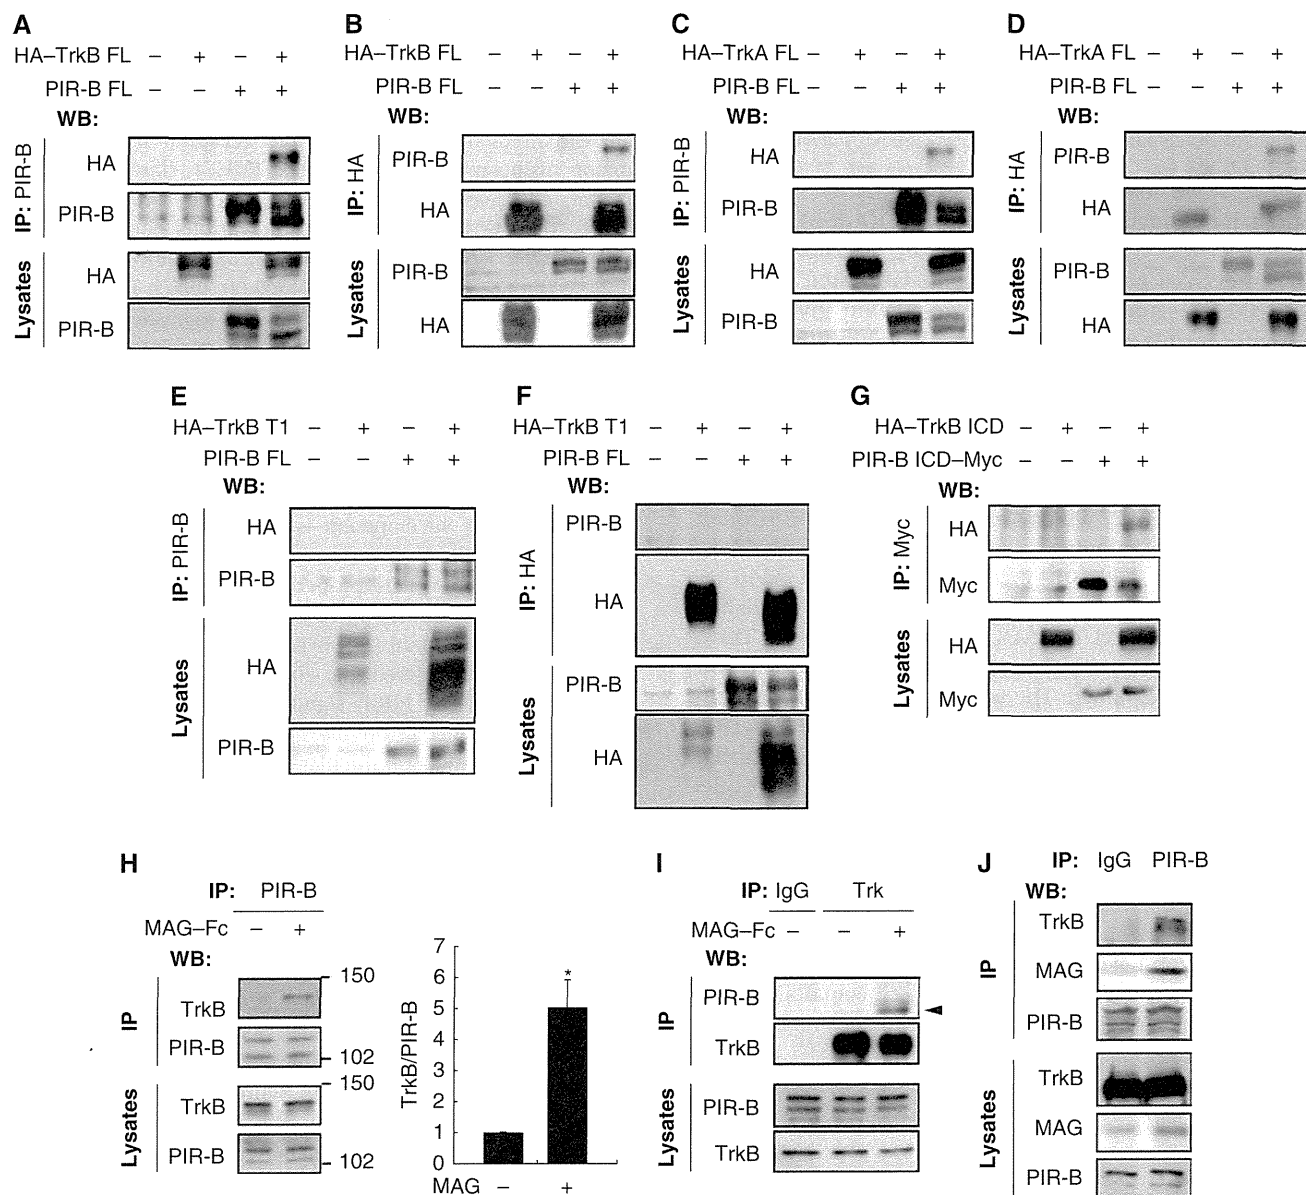 A
HA–TrkB FL – + – +
PIR-B FL – – + +
WB:
IP: PIR-B
HA
PIR-B
Lysates
HA
PIR-B
B
HA–TrkB FL – + – +
PIR-B FL – – + +
WB:
IP: HA
PIR-B
HA
Lysates
PIR-B
HA
C
HA–TrkA FL – + – +
PIR-B FL – – + +
WB:
IP: PIR-B
HA
PIR-B
Lysates
HA
PIR-B
D
HA–TrkA FL – + – +
PIR-B FL – – + +
WB:
IP: HA
PIR-B
HA
Lysates
PIR-B
HA
E
HA–TrkB T1 – + – +
PIR-B FL – – + +
WB:
IP: PIR-B
HA
PIR-B
Lysates
HA
PIR-B
F
HA–TrkB T1 – + – +
PIR-B FL – – + +
WB:
IP: HA
PIR-B
HA
Lysates
PIR-B
HA
G
HA–TrkB ICD – + – +
PIR-B ICD–Myc – – + +
WB:
IP: Myc
HA
Myc
Lysates
HA
Myc
H
IP: PIR-B
MAG–Fc – +
WB:
IP
TrkB
150
PIR-B
102
Lysates
150
TrkB
PIR-B
102
TrkB/PIR-B
7
6
5
4
3
2
1
0
*
MAG – +
I
IP: IgG Trk
MAG–Fc – – +
WB:
IP
PIR-B
TrkB
Lysates
PIR-B
TrkB
J
IP: IgG PIR-B
WB:
IP
TrkB
MAG
PIR-B
Lysates
TrkB
MAG
PIR-B